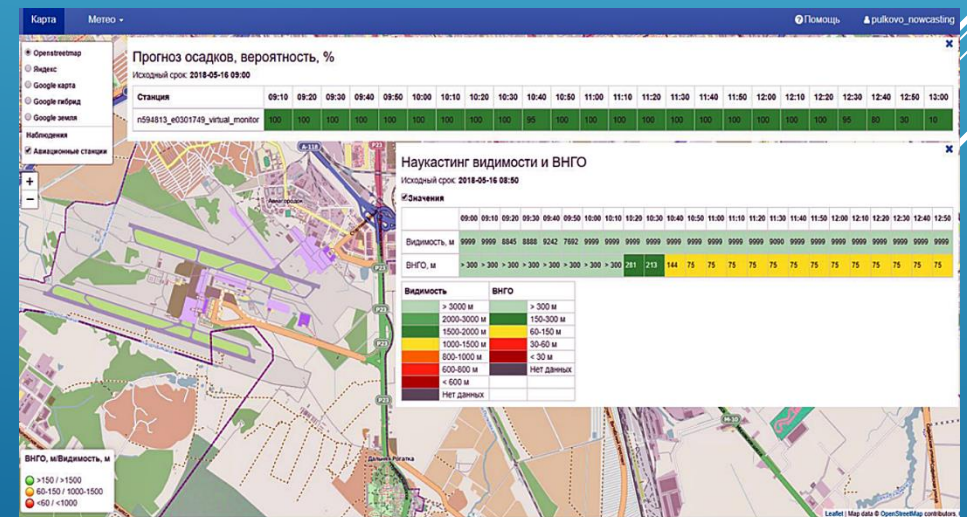 Карта Метео Помощь pulkovo_nowcasting
Openstreetmap
Яндекс
Google карта
Google гибрид
Google земля
Наблюдения
Авиационные станции
+
−
Прогноз осадков, вероятность, %
Исходный срок: 2018-05-16 09:00
Станция 09:10 09:20 09:30 09:40 09:50 10:00 10:10 10:20 10:30 10:40 10:50 11:00 11:10 11:20 11:30 11:40 11:50 12:00 12:10 12:20 12:30 12:40 12:50 13:00
n594813_e0301749_virtual_monitor 100 100 100 100 100 100 100 100 100 95 100 100 100 100 100 100 100 100 100 100 95 80 30 10
Наукастинг видимости и ВНГО
Исходный срок: 2018-05-16 08:50
Значения
09:00 09:10 09:20 09:30 09:40 09:50 10:00 10:10 10:20 10:30 10:40 10:50 11:00 11:10 11:20 11:30 11:40 11:50 12:00 12:10 12:20 12:30 12:40 12:50
Видимость, м 9999 9999 8845 8888 9242 7692 9999 9999 9999 9999 9999 9999 9999 9999 9999 9999 9000 9999 9999 9999 9999 9999 9999 9999
ВНГО, м > 300 > 300 > 300 > 300 > 300 > 300 > 300 > 300 281 213 144 75 75 75 75 75 75 75 75 75 75 75 75 75
Видимость ВНГО
> 3000 м > 300 м
2000-3000 м 150-300 м
1500-2000 м 60-150 м
1000-1500 м 30-60 м
800-1000 м < 30 м
600-800 м Нет данных
< 600 м
Нет данных
А-118
P23
Авиагородок
P23
P23
P23
Дальняя Рогатка
ВНГО, м/Видимость, м
>150 / >1500
60-150 / 1000-1500
<60 / <1000
Leaflet | Map data © OpenStreetMap contributors